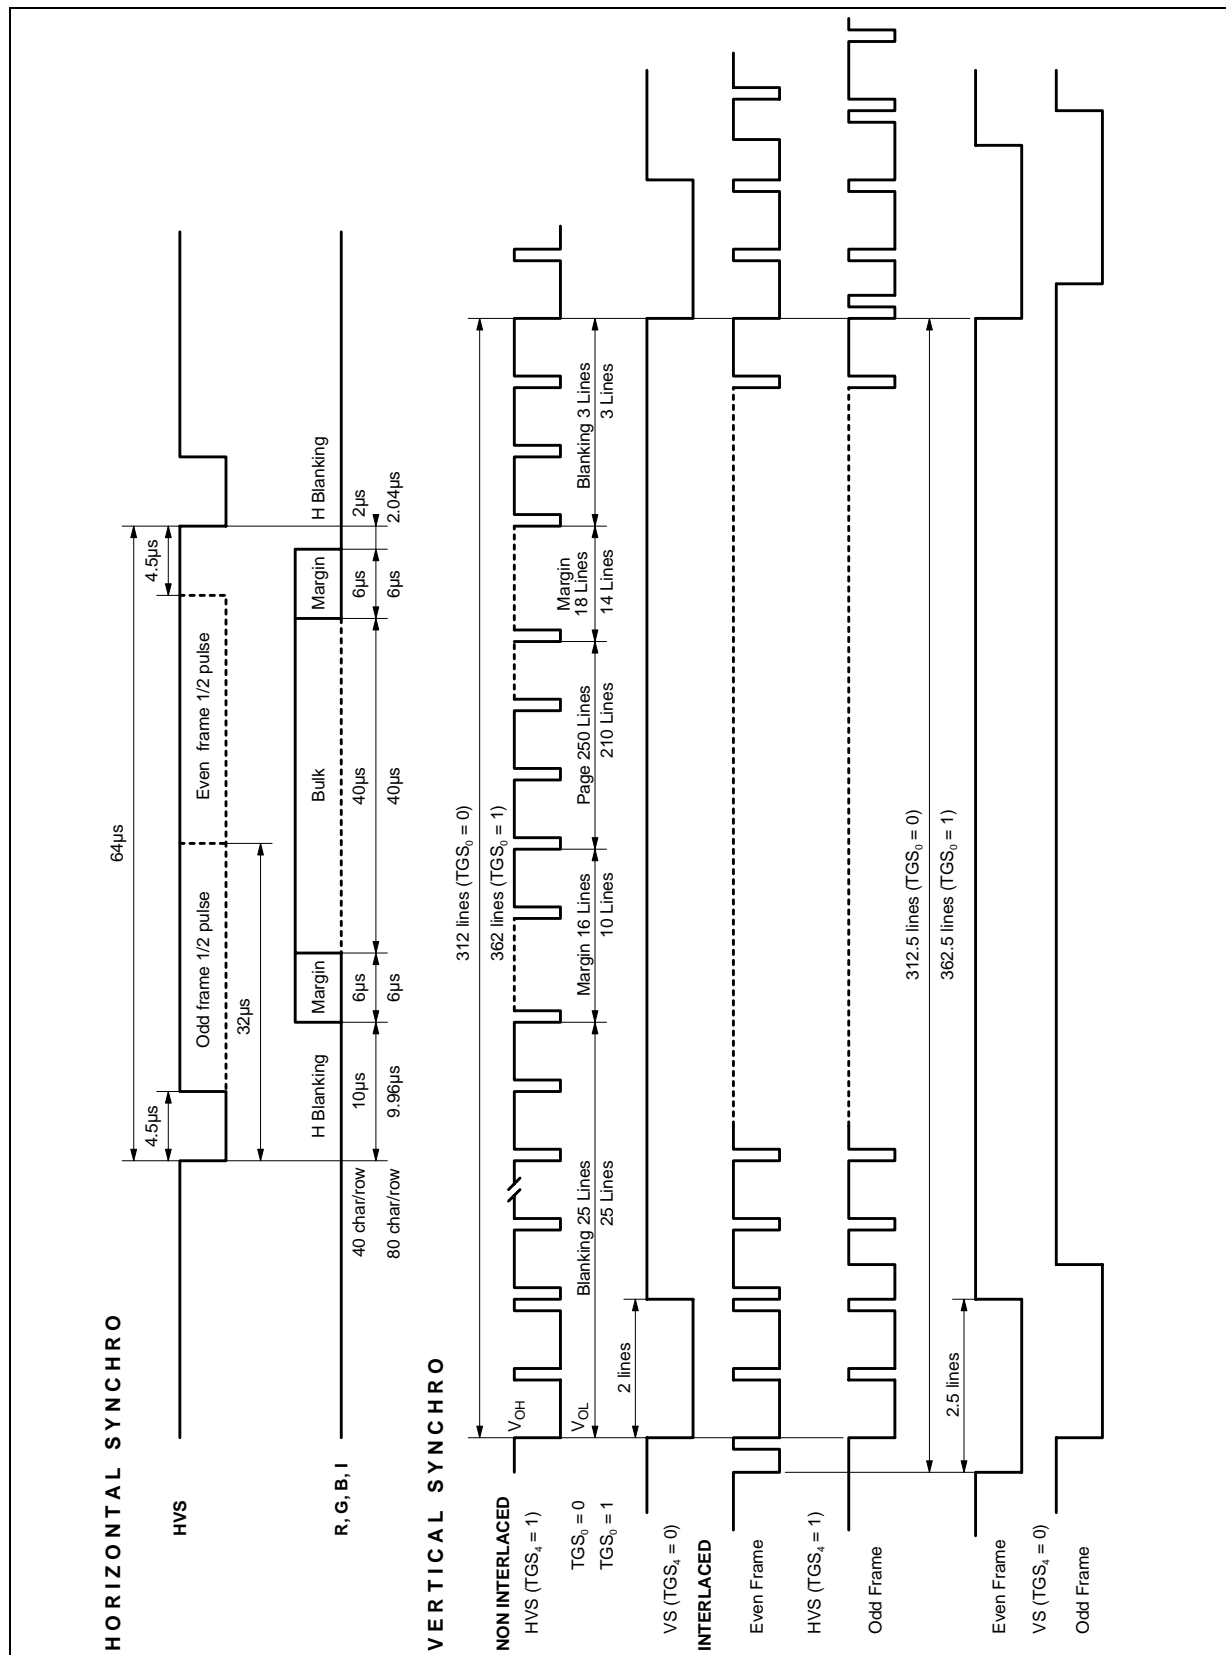 HORIZONTAL SYNCHRO
64µs
4.5µs
4.5µs
HVS
Odd frame 1/2 pulse
Even frame 1/2 pulse
32µs
R, G, B, I
H Blanking
Margin
Bulk
Margin
H Blanking
40 char/row
10µs
6µs
40µs
6µs
2µs
80 char/row
9.96µs
6µs
40µs
6µs
2.04µs
VERTICAL SYNCHRO
312 lines (TGS0 = 0)
362 lines (TGS0 = 1)
NON INTERLACED
HVS (TGS4 = 1)
VOH
VOL
TGS0 = 0
Blanking 25 Lines
Margin 16 Lines
Page 250 Lines
Margin
18 Lines
Blanking 3 Lines
TGS0 = 1
25 Lines
10 Lines
210 Lines
14 Lines
3 Lines
2 lines
VS (TGS4 = 0)
INTERLACED
Even Frame
HVS (TGS4 = 1)
Odd Frame
312.5 lines (TGS0 = 0)
362.5 lines (TGS0 = 1)
2.5 lines
Even Frame
VS (TGS4 = 0)
Odd Frame